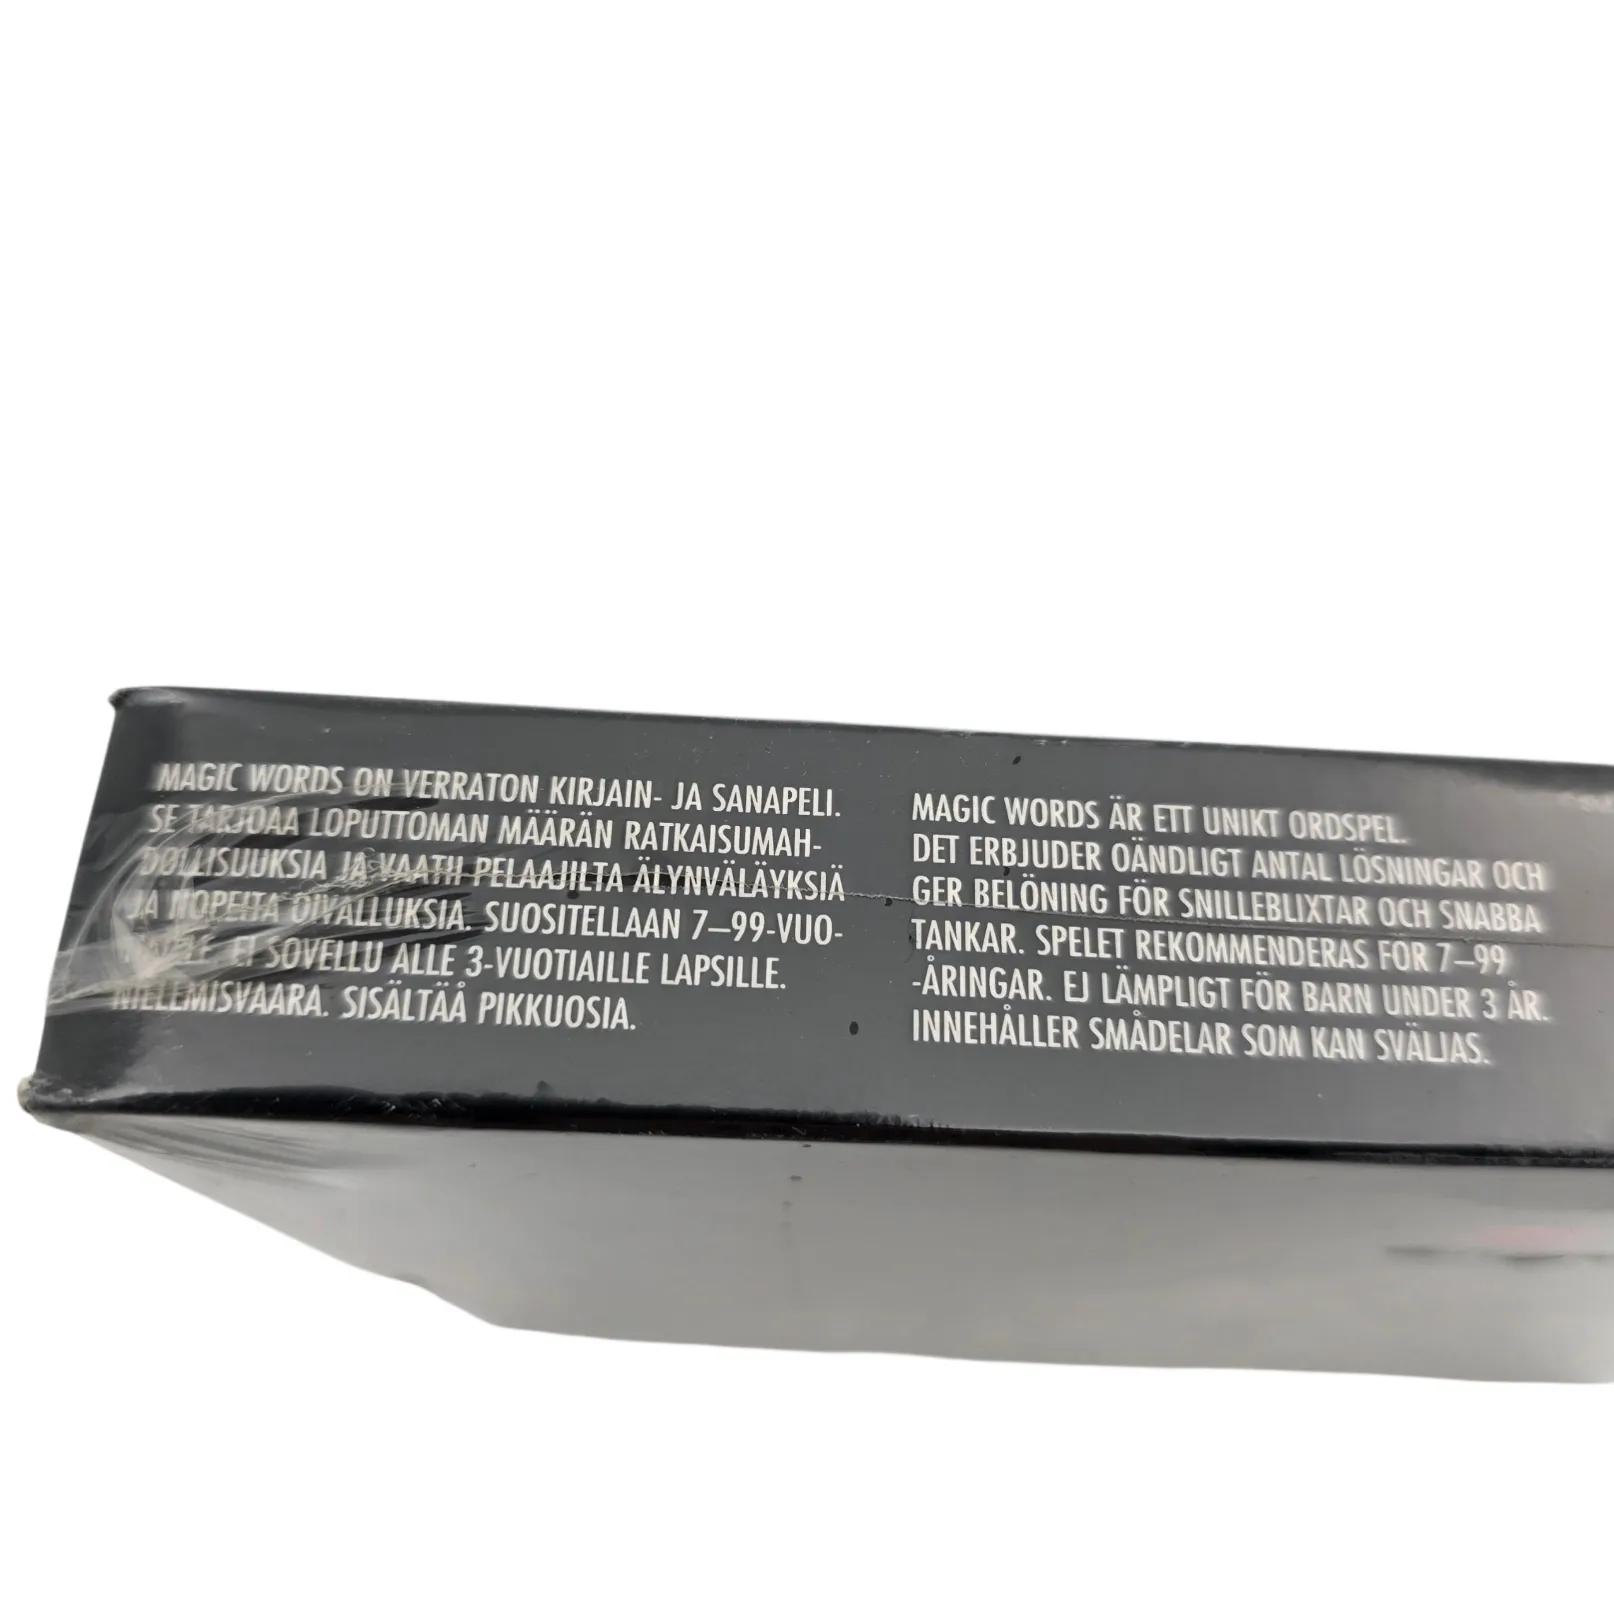 MAGIC WORDS ON VERRATON KIRJAIN- JA SANAPELI.
SE TARJOAA LOPUTTOMAN MÄÄRÄN RATKAISUMAH-
DOLLISUUKSIA JA VAATII PELAAJILTA ÄLYNVÄLÄYKSIÄ
JA NOPEITA OIVALLUKSIA. SUOSITELLAAN 7–99-VUO-
EI SOVELLU ALLE 3-VUOTIAILLE LAPSILLE.
NIELEMISVAARA. SISÄLTÄÅ PIKKUOSIA.
MAGIC WORDS ÄR ETT UNIKT ORDSPEL.
DET ERBJUDER OÄNDLIGT ANTAL LÖSNINGAR OCH
GER BELÖNING FÖR SNILLEBLIXTAR OCH SNABBA
TANKAR. SPELET REKOMMENDERAS FÖR 7–99
-ÅRINGAR. EJ LÄMPLIGT FÖR BARN UNDER 3 ÅR.
INNEHÅLLER SMÅDELAR SOM KAN SVÄLJAS.